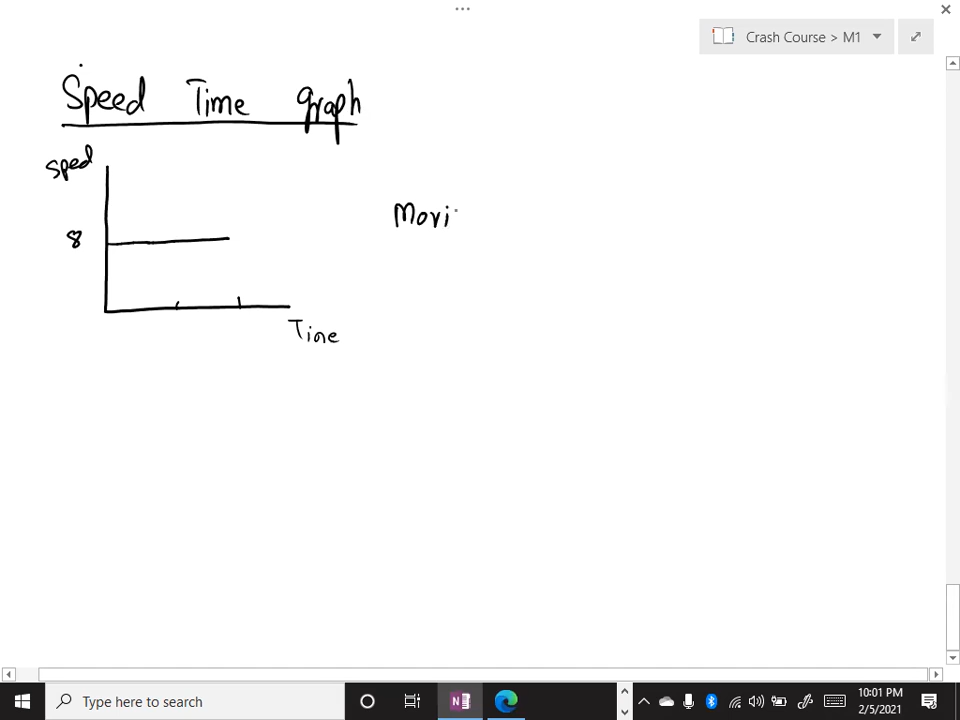 Crash Course > M1
Speed Time graph
Sped
8
Movi
Time
Type here to search
N
10:01 PM
2/5/2021